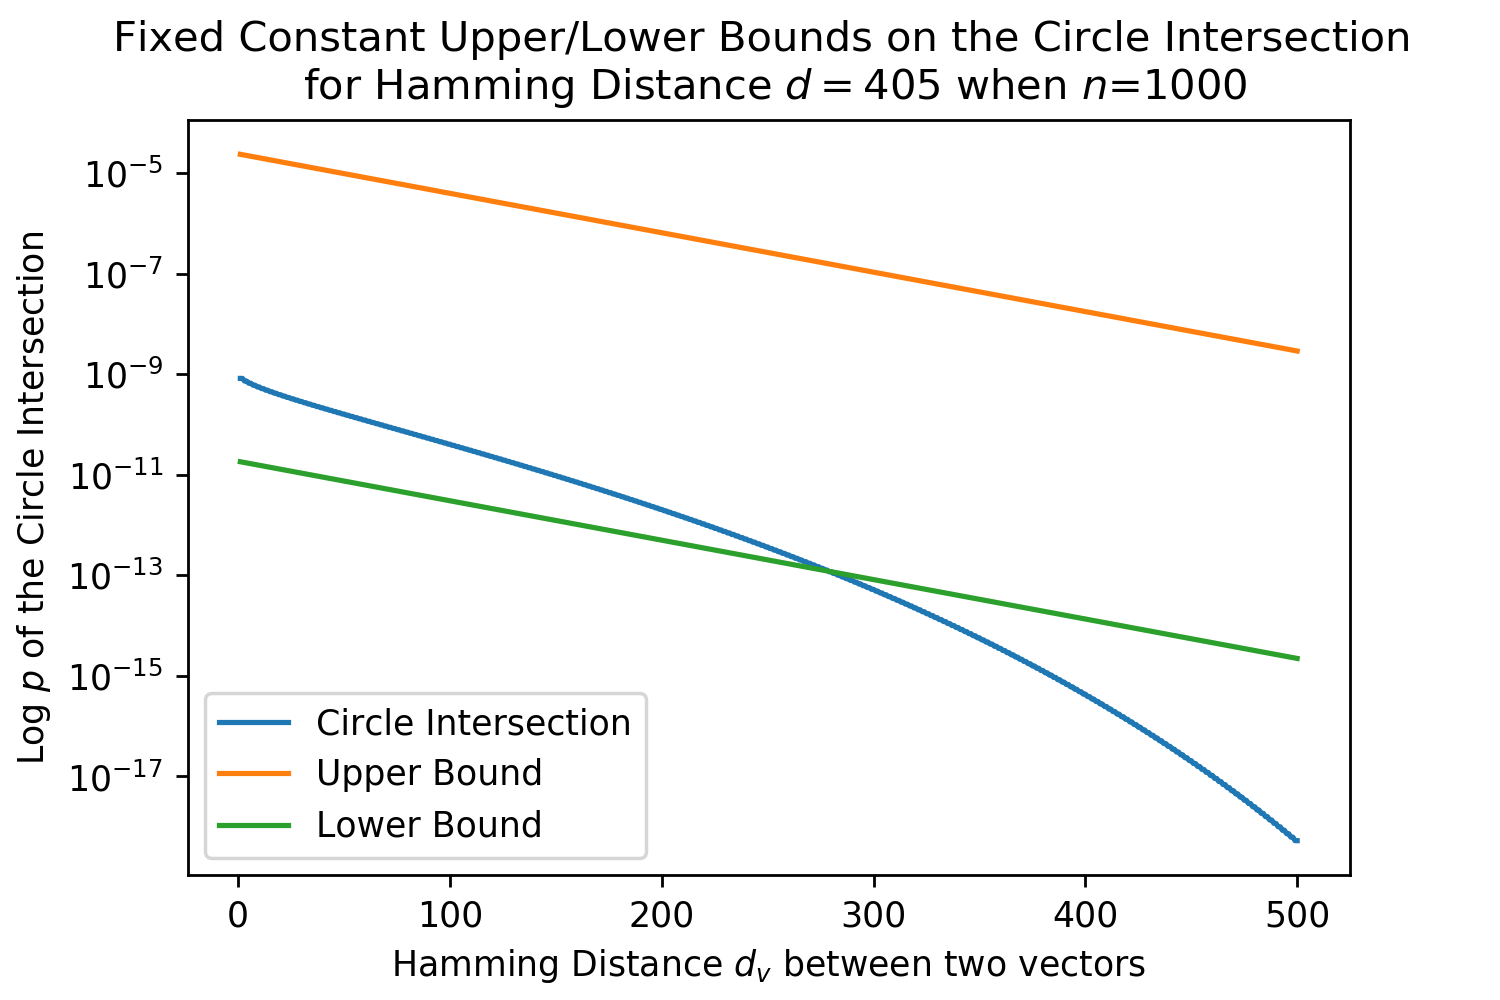 Fixed Constant Upper/Lower Bounds on the Circle Intersection
for Hamming Distance d = 405 when n=1000
Log p of the Circle Intersection
10⁻⁵
10⁻⁷
10⁻⁹
10⁻¹¹
10⁻¹³
10⁻¹⁵
10⁻¹⁷
Circle Intersection
Upper Bound
Lower Bound
0 100 200 300 400 500
Hamming Distance dᵥ between two vectors